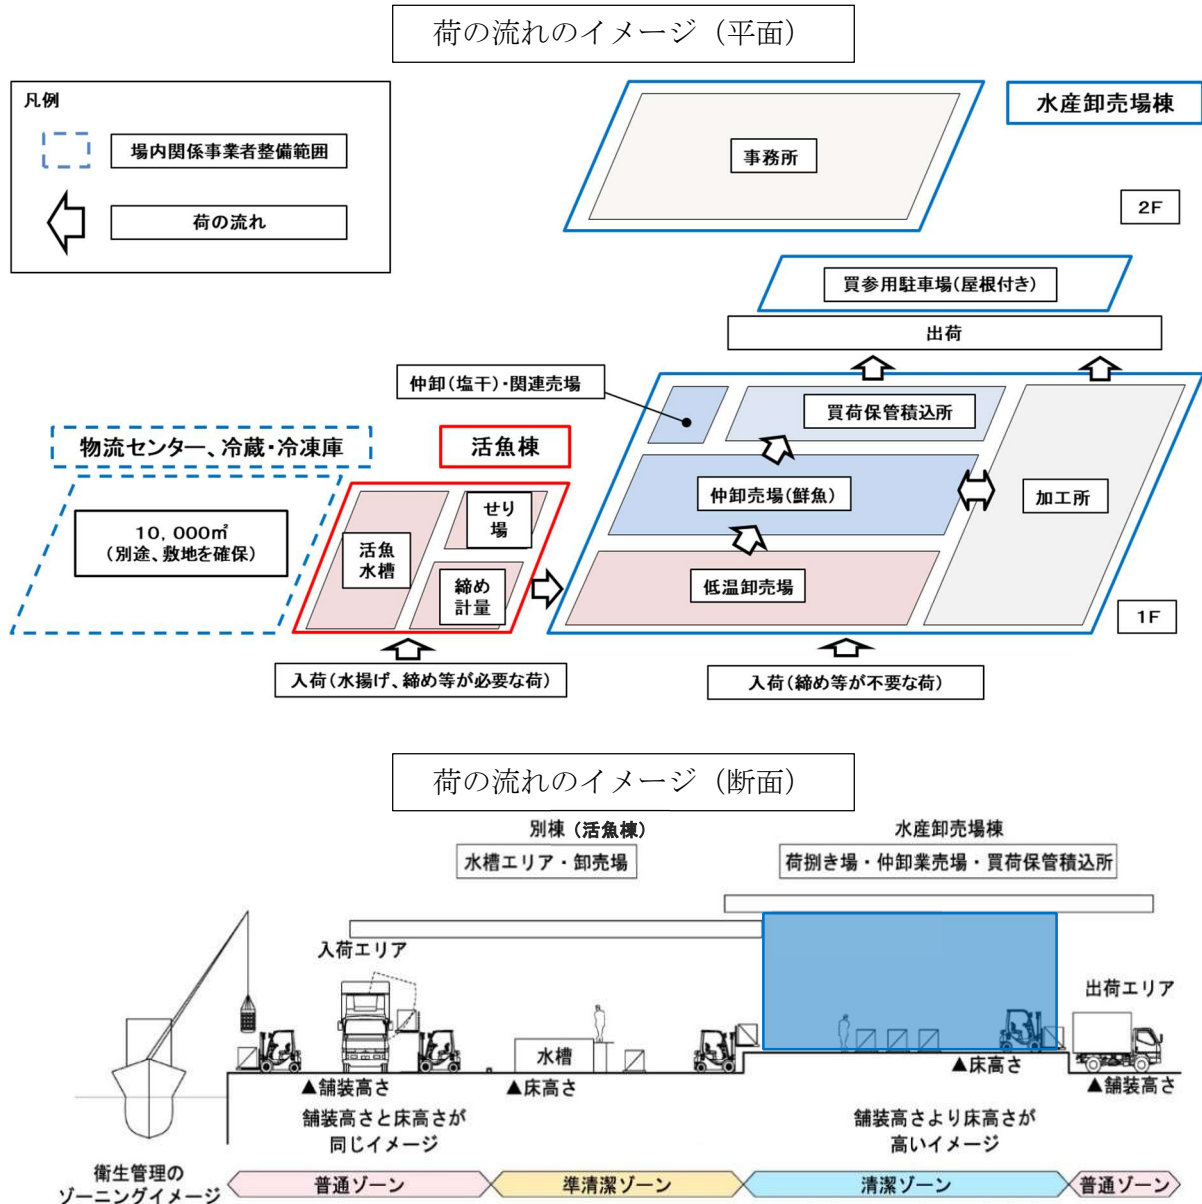 荷の流れのイメージ（平面）
凡例
場内関係事業者整備範囲
荷の流れ
水産卸売場棟
事務所
2F
買参用駐車場(屋根付き)
出荷
仲卸(塩干)・関連売場
買荷保管積込所
物流センター、冷蔵・冷凍庫
活魚棟
仲卸売場(鮮魚)
加工所
10,000㎡
(別途、敷地を確保)
せり
場
活魚
水槽
締め
計量
低温卸売場
1F
入荷(水揚げ、締め等が必要な荷)
入荷(締め等が不要な荷)
荷の流れのイメージ（断面）
別棟（活魚棟）
水槽エリア・卸売場
水産卸売場棟
荷捌き場・仲卸業売場・買荷保管積込所
入荷エリア
出荷エリア
水槽
▲舗装高さ
▲床高さ
▲床高さ
▲舗装高さ
舗装高さと床高さが
同じイメージ
舗装高さより床高さが
高いイメージ
衛生管理の
ゾーニングイメージ
普通ゾーン
準清潔ゾーン
清潔ゾーン
普通ゾーン